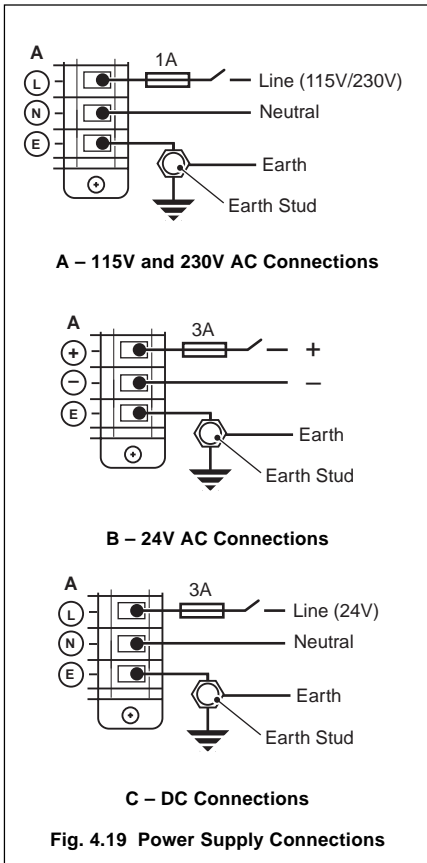 A
1A
L
Line (115V/230V)
N
Neutral
E
Earth
Earth Stud
A – 115V and 230V AC Connections
A
3A
+
+
–
–
E
Earth
Earth Stud
B – 24V AC Connections
A
3A
L
Line (24V)
N
Neutral
E
Earth
Earth Stud
C – DC Connections
Fig. 4.19 Power Supply Connections